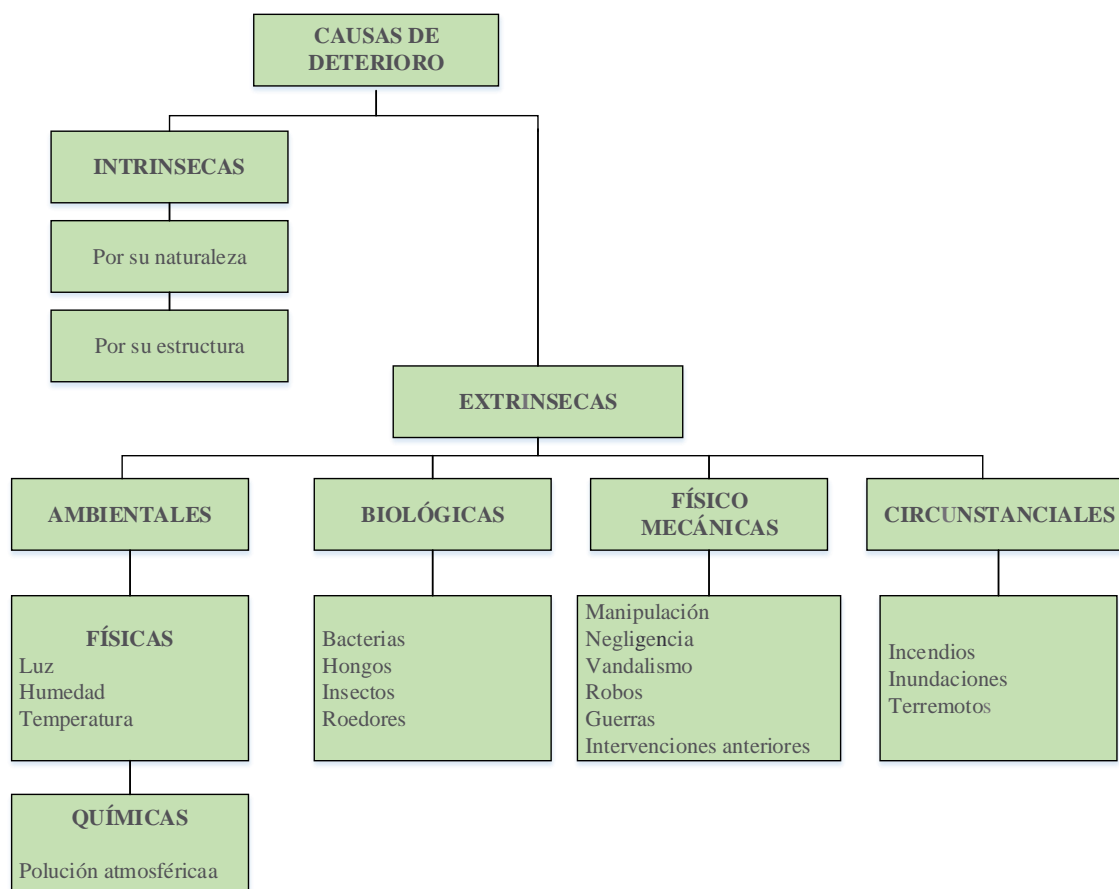 CAUSAS DE
DETERIORO
INTRINSECAS
Por su naturaleza
Por su estructura
EXTRINSECAS
AMBIENTALES
FÍSICAS
Luz
Humedad
Temperatura
QUÍMICAS
Polución atmosféricaa
BIOLÓGICAS
Bacterias
Hongos
Insectos
Roedores
FÍSICO
MECÁNICAS
Manipulación
Negligencia
Vandalismo
Robos
Guerras
Intervenciones anteriores
CIRCUNSTANCIALES
Incendios
Inundaciones
Terremotos